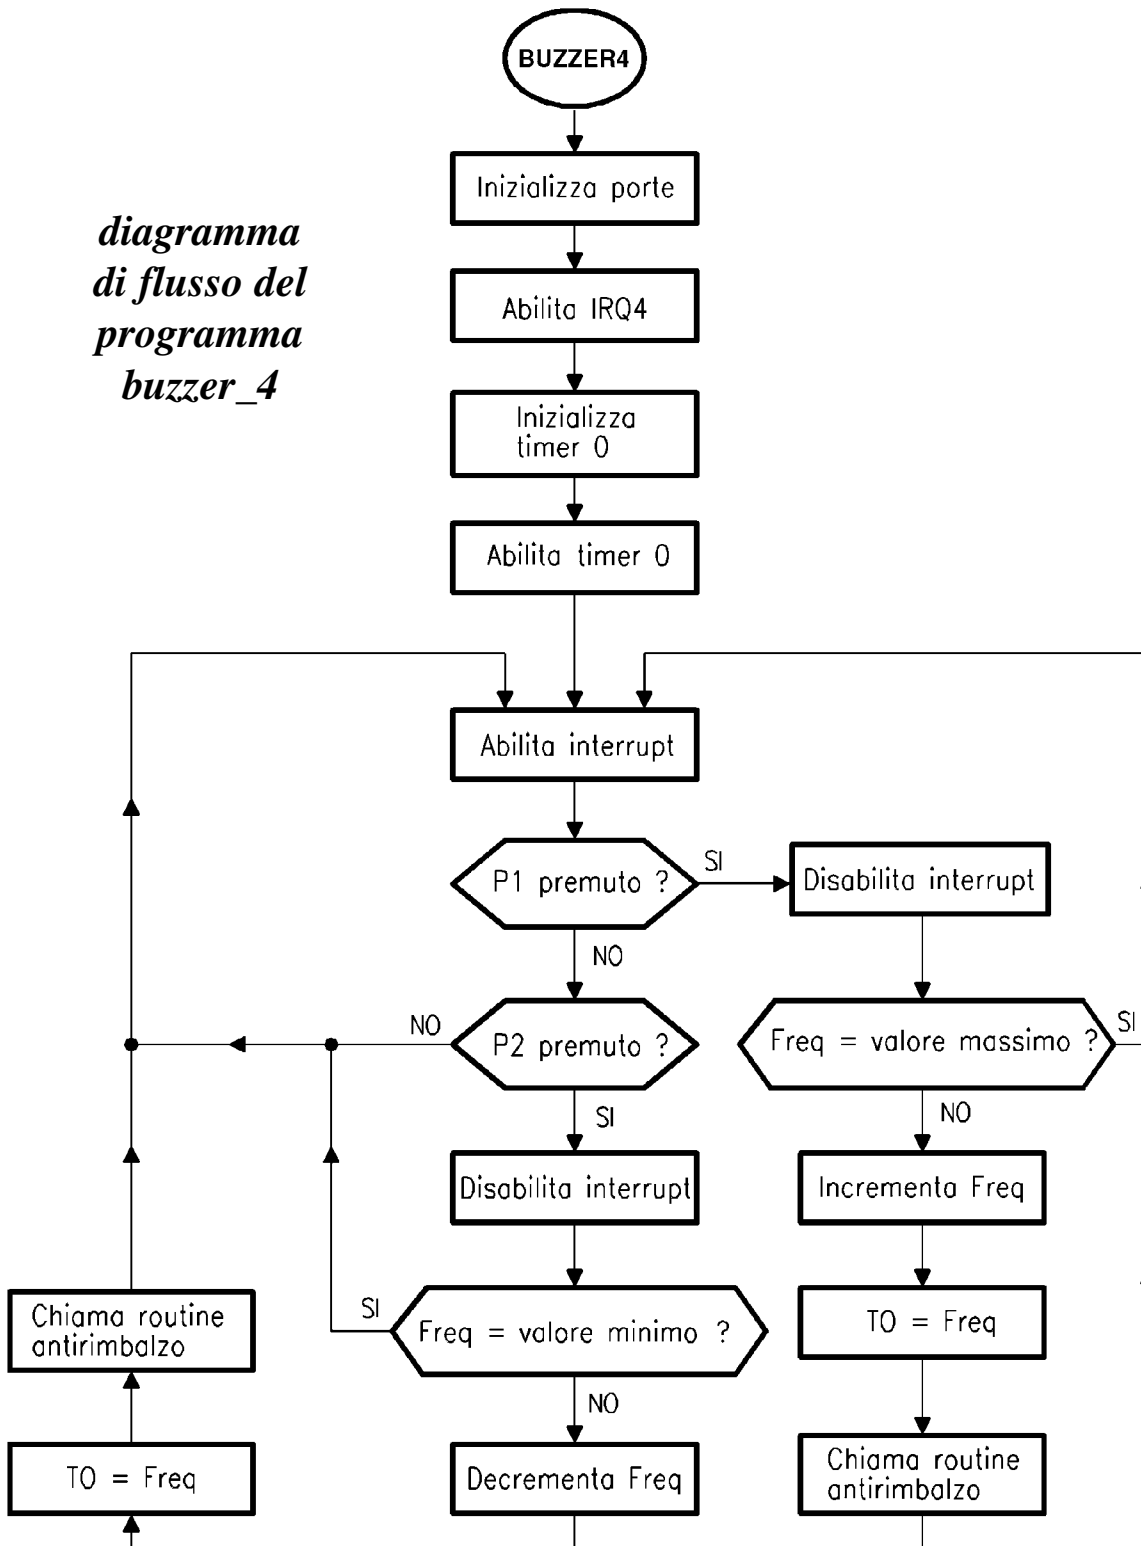 BUZZER4
Inizializza porte
diagramma
di flusso del
programma
buzzer_4
Abilita IRQ4
Inizializza
timer 0
Abilita timer 0
Abilita interrupt
P1 premuto ?
SI
Disabilita interrupt
NO
P2 premuto ?
NO
Freq = valore massimo ?
SI
SI
NO
Disabilita interrupt
Incrementa Freq
Chiama routine
antirimbalzo
SI
Freq = valore minimo ?
TO = Freq
NO
TO = Freq
Decrementa Freq
Chiama routine
antirimbalzo